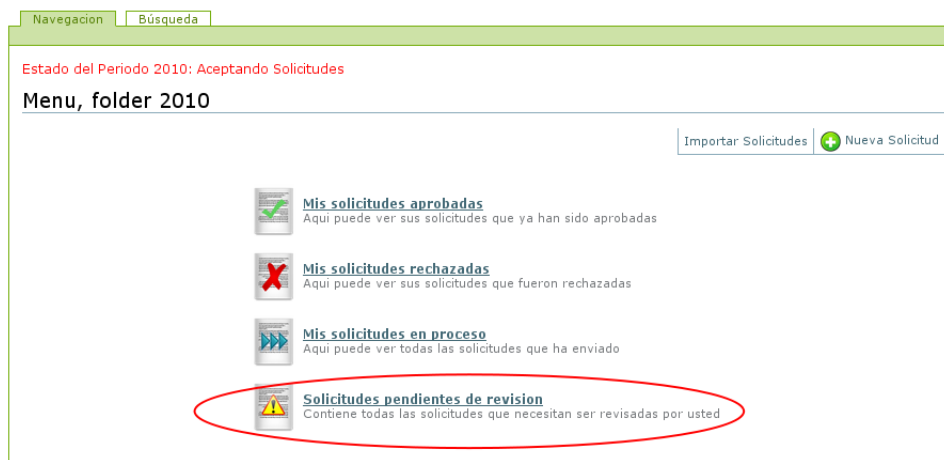 Navegacion Búsqueda
Estado del Periodo 2010: Aceptando Solicitudes
Menu, folder 2010
Importar Solicitudes Nueva Solicitud
Mis solicitudes aprobadas
Aqui puede ver sus solicitudes que ya han sido aprobadas
Mis solicitudes rechazadas
Aqui puede ver sus solicitudes que fueron rechazadas
Mis solicitudes en proceso
Aqui puede ver todas las solicitudes que ha enviado
Solicitudes pendientes de revision
Contiene todas las solicitudes que necesitan ser revisadas por usted